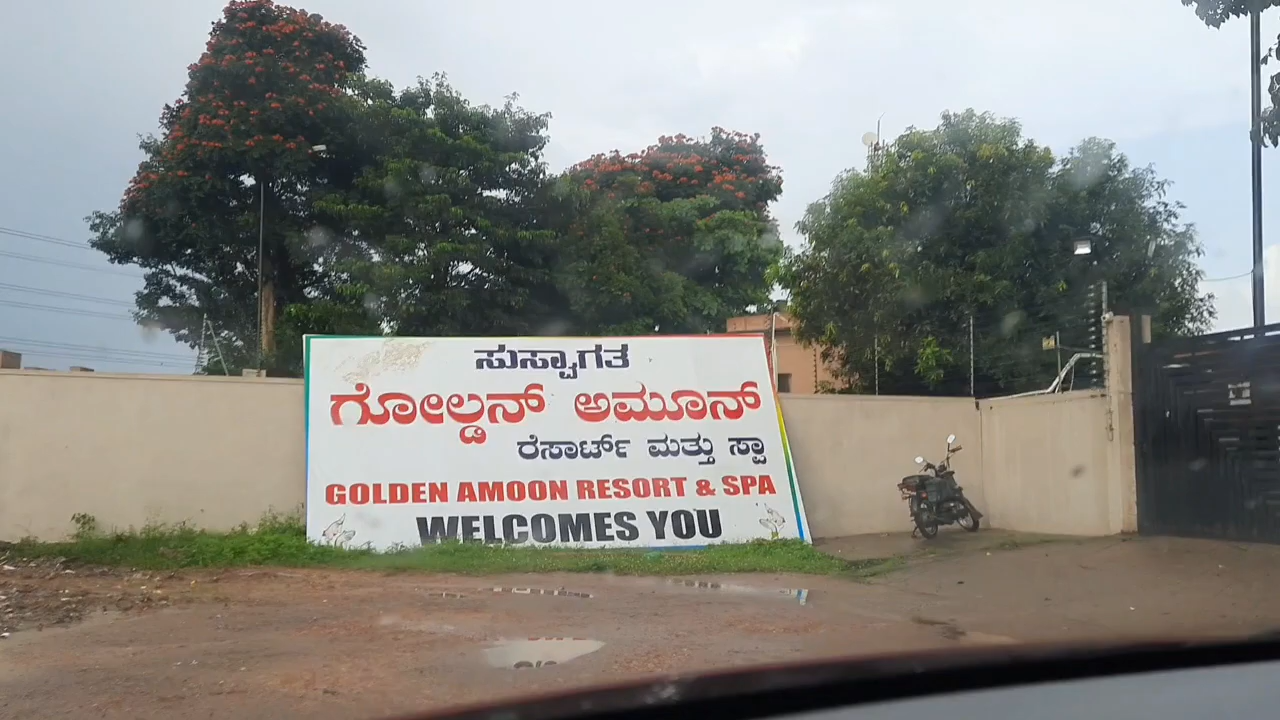 ಸುಸ್ವಾಗತ
ಗೋಲ್ಡನ್ ಅಮೂನ್
ರೆಸಾರ್ಟ್ ಮತ್ತು ಸ್ಪಾ
GOLDEN AMOON RESORT & SPA
WELCOMES YOU